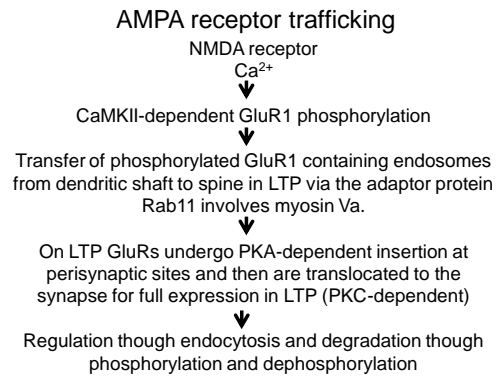 AMPA receptor trafficking
NMDA receptor
Ca²⁺
CaMKII-dependent GluR1 phosphorylation
Transfer of phosphorylated GluR1 containing endosomes
from dendritic shaft to spine in LTP via the adaptor protein
Rab11 involves myosin Va.
On LTP GluRs undergo PKA-dependent insertion at
perisynaptic sites and then are translocated to the
synapse for full expression in LTP (PKC-dependent)
Regulation though endocytosis and degradation though
phosphorylation and dephosphorylation